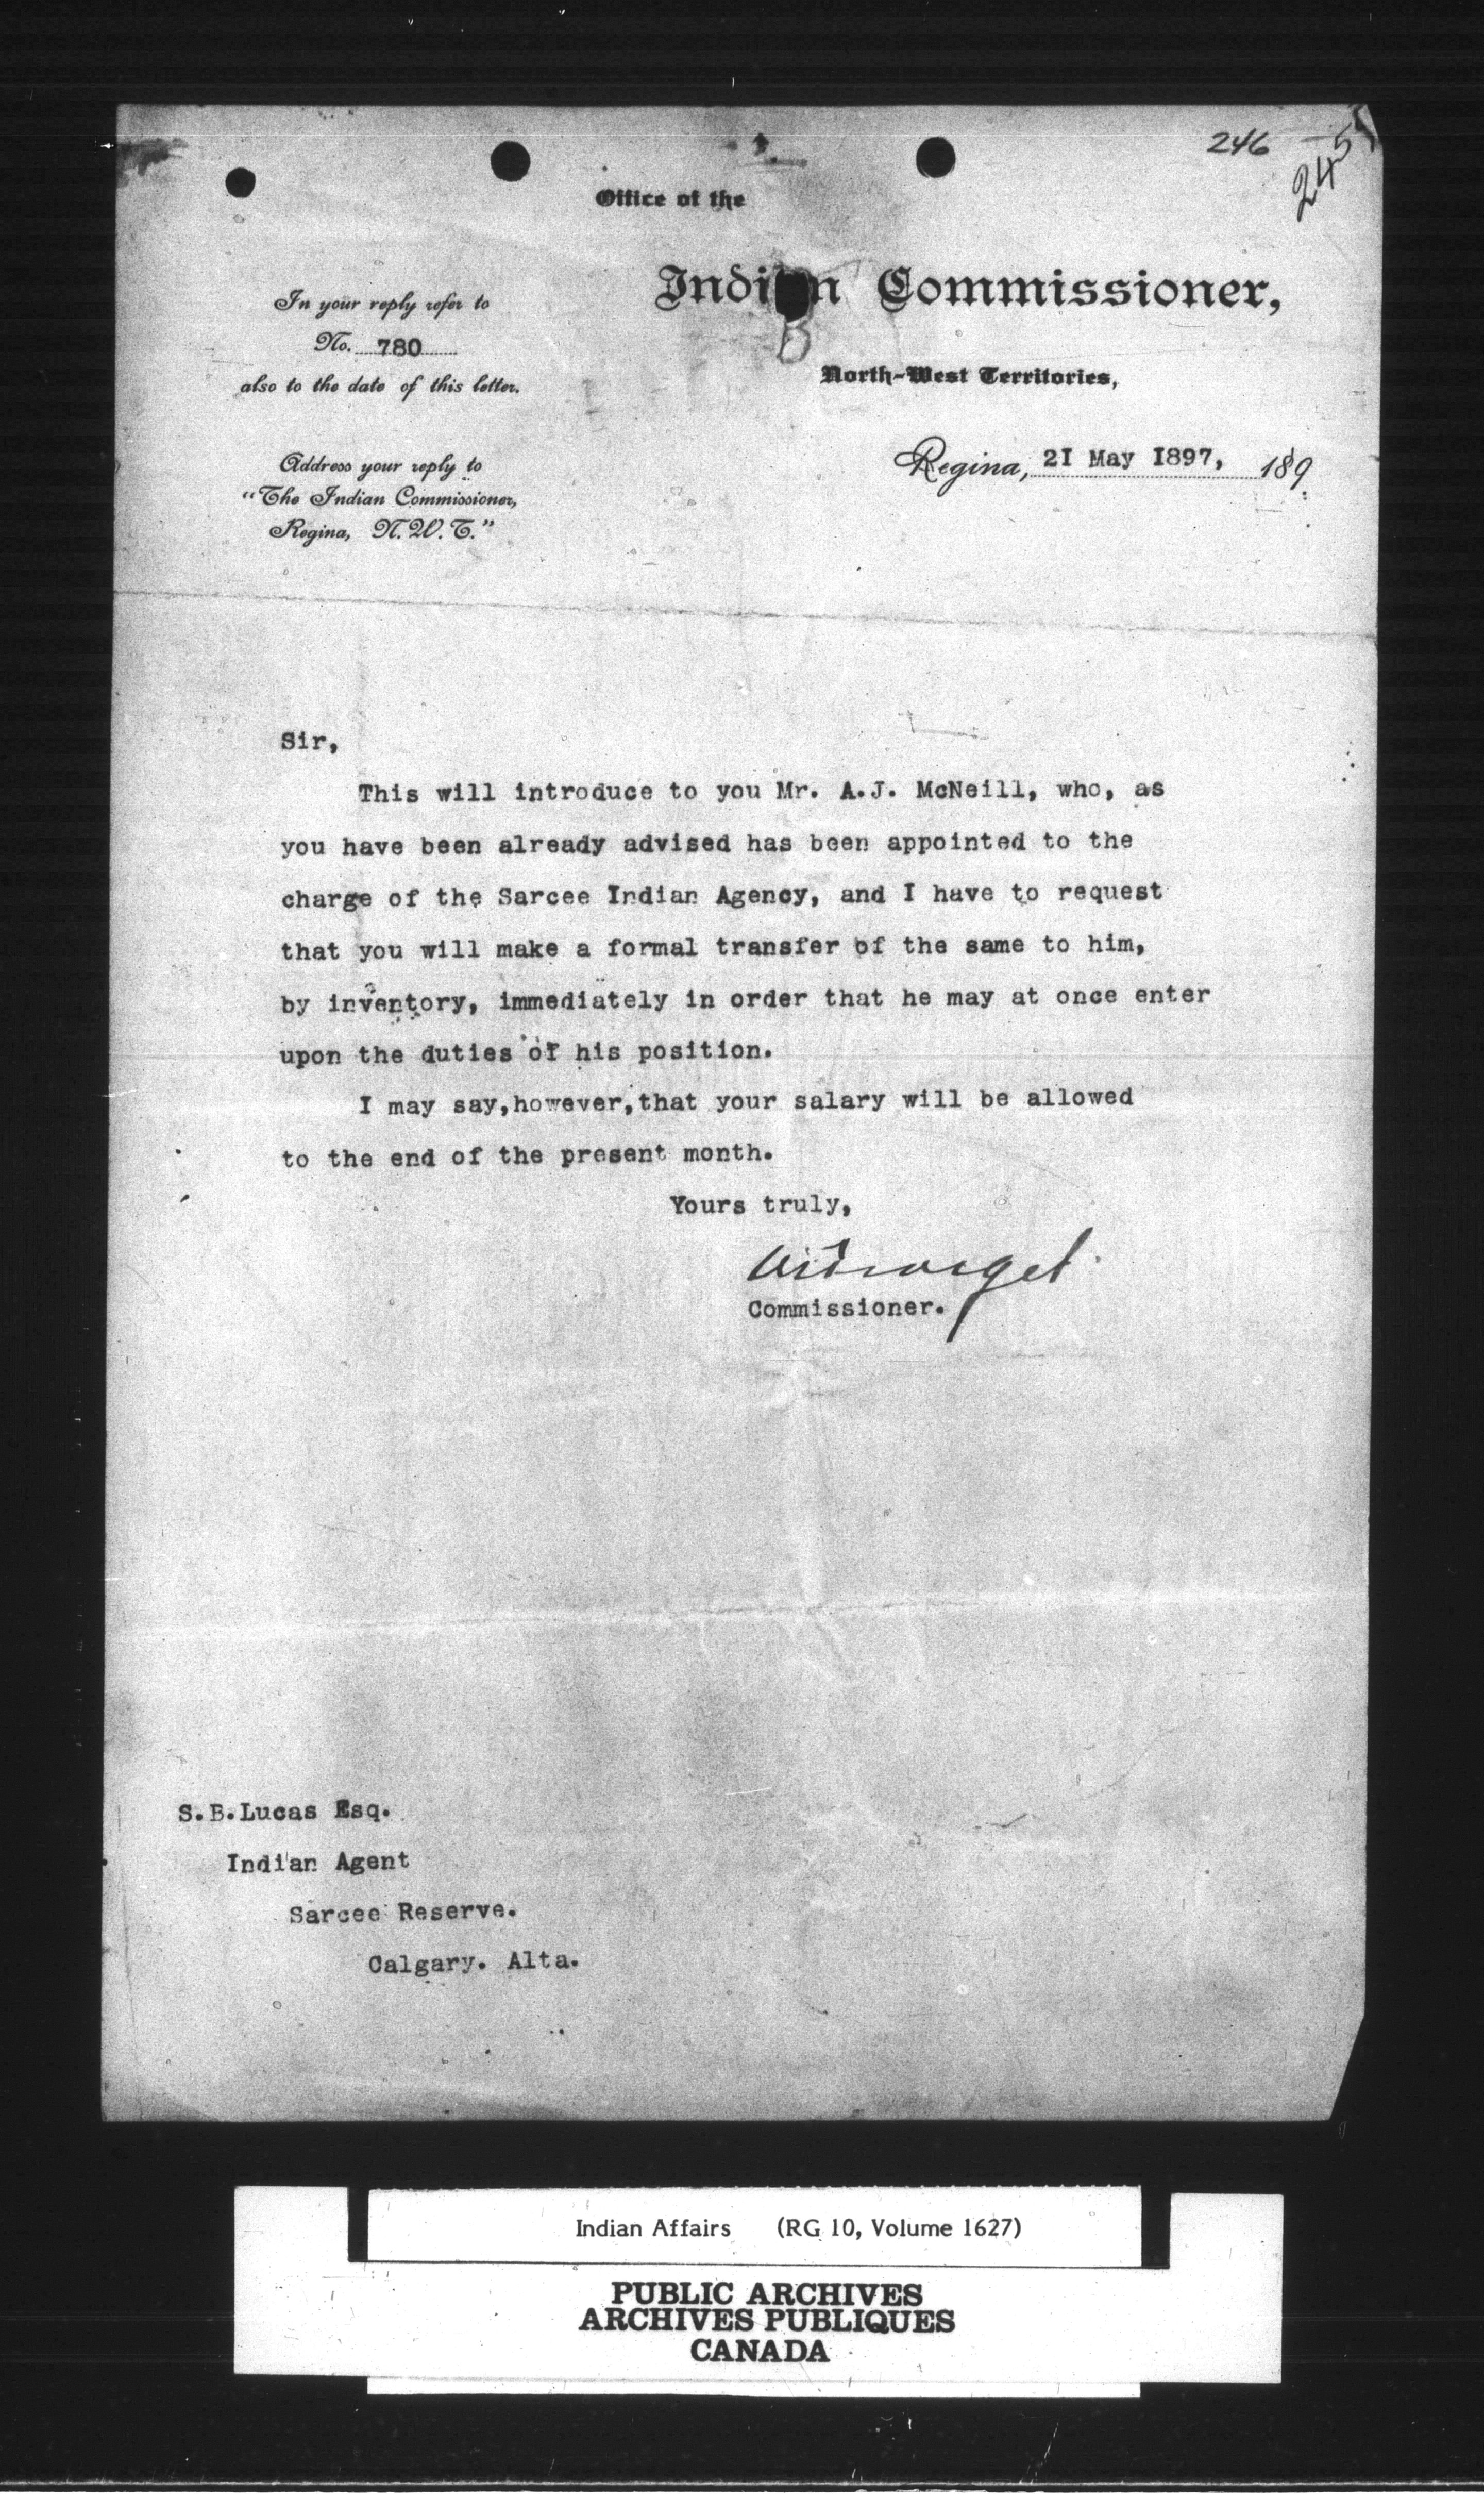 246
245
Office of the
Indian Commissioner,
North-West Territories,
In your reply refer to
No. 780
also to the date of this letter.
Address your reply to
"The Indian Commissioner,
Regina, N.W.T."
Regina, 21 May 1897, 189
B
Sir,
This will introduce to you Mr. A.J. McNeill, who, as
you have been already advised has been appointed to the
charge of the Sarcee Indian Agency, and I have to request
that you will make a formal transfer of the same to him,
by inventory, immediately in order that he may at once enter
upon the duties of his position.
I may say,however,that your salary will be allowed
to the end of the present month.
Yours truly,
Commissioner.
S.B.Lucas Esq.
Indian Agent
Sarcee Reserve.
Calgary. Alta.
Indian Affairs (RG 10, Volume 1627)
PUBLIC ARCHIVES
ARCHIVES PUBLIQUES
CANADA